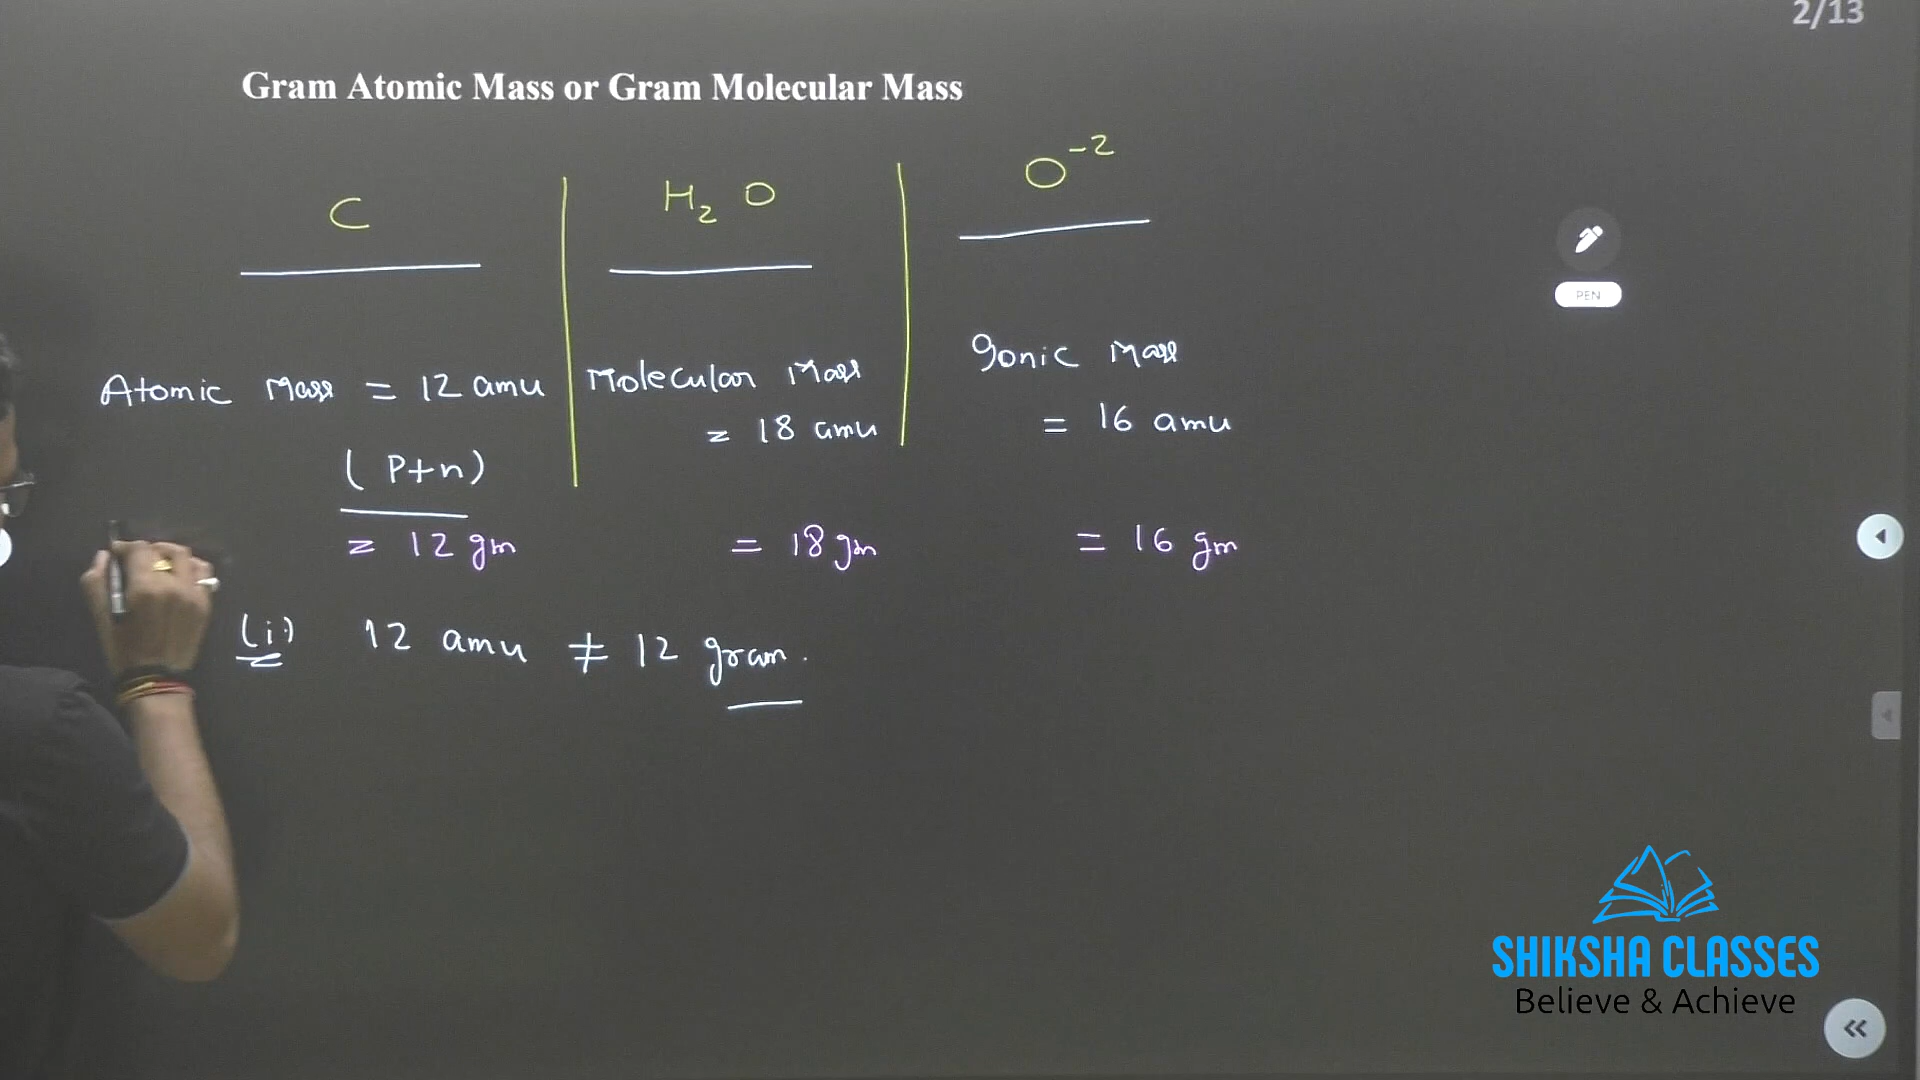 2/13
Gram Atomic Mass or Gram Molecular Mass
C
H₂O
O⁻²
Atomic Mass = 12 amu
(P+n)
= 12 gm
Molecular Mass
= 18 amu
= 18 gm
Ionic Mass
= 16 amu
= 16 gm
(i) 12 amu ≠ 12 gram.
PEN
SHIKSHA CLASSES
Believe & Achieve